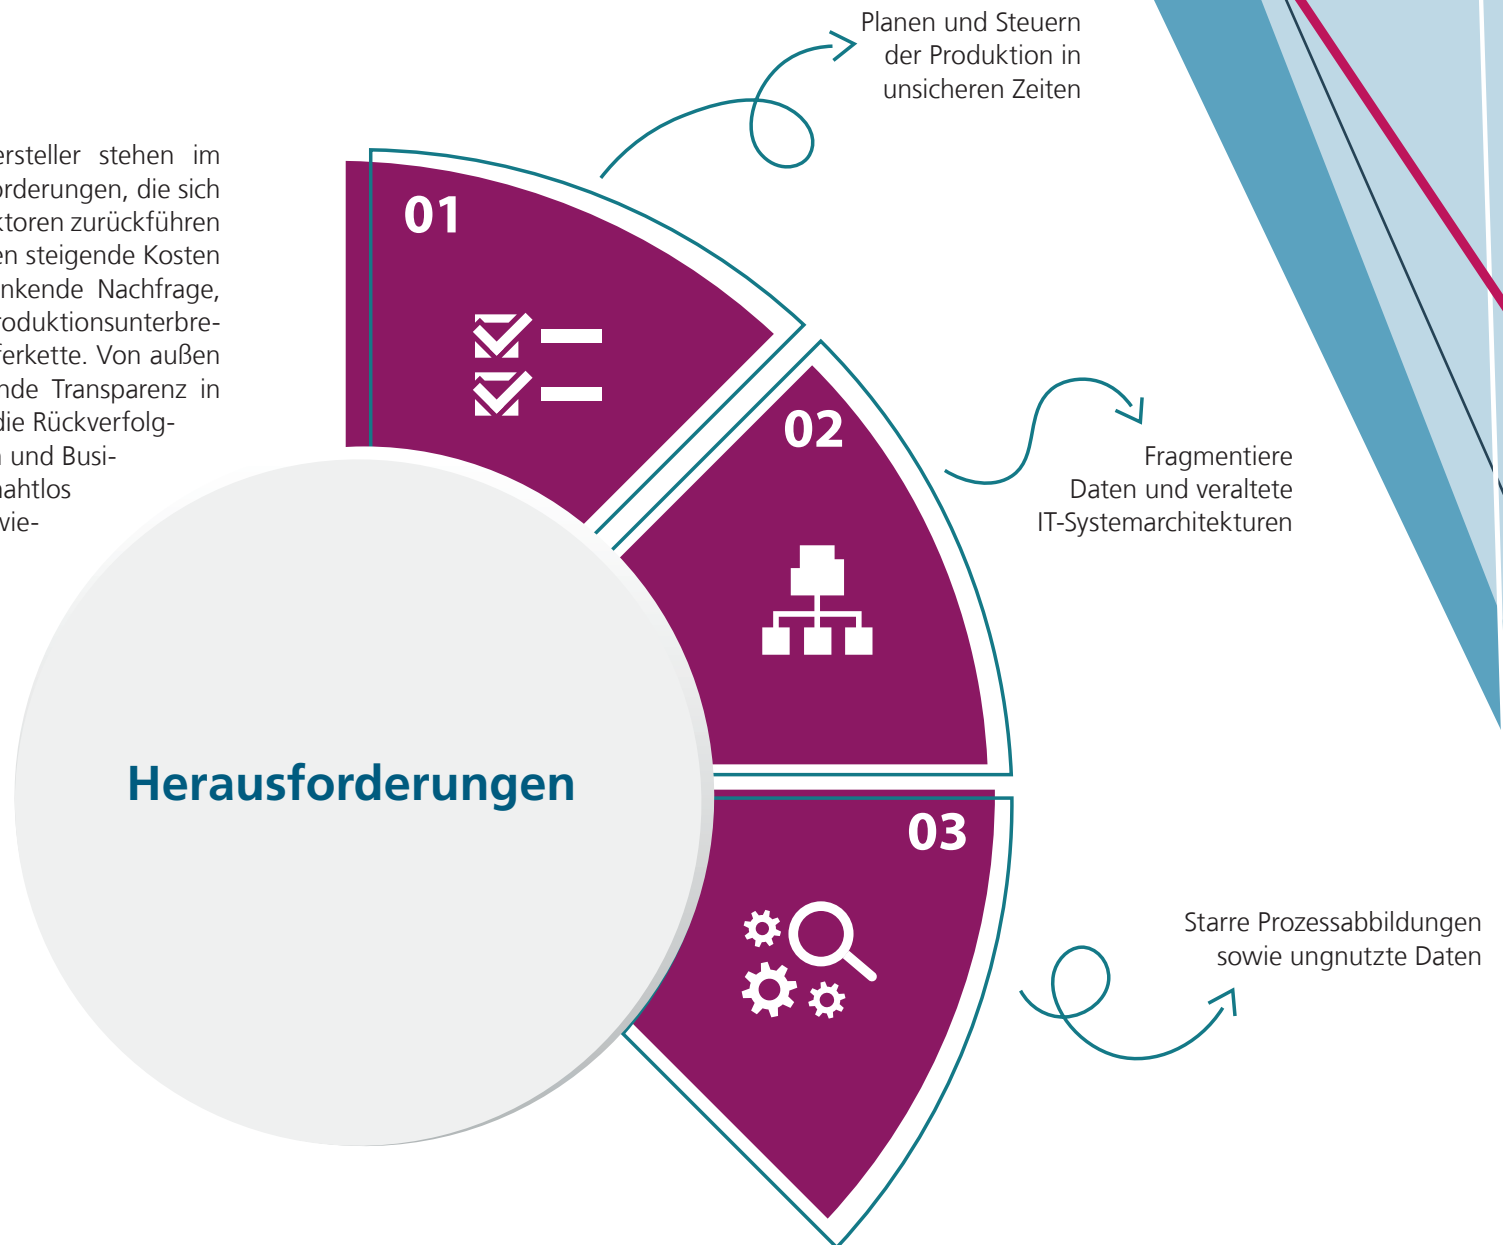 Planen und Steuern
der Produktion in
unsicheren Zeiten
ersteller stehen im
orderungen, die sich
ktoren zurückführen
en steigende Kosten
nkende Nachfrage,
roduktionsunterbre-
ferkette. Von außen
nde Transparenz in
die Rückverfolg-
und Busi-
nahtlos
wie-
01
02
Fragmentiere
Daten und veraltete
IT-Systemarchitekturen
Herausforderungen
03
Starre Prozessabbildungen
sowie ungnutzte Daten